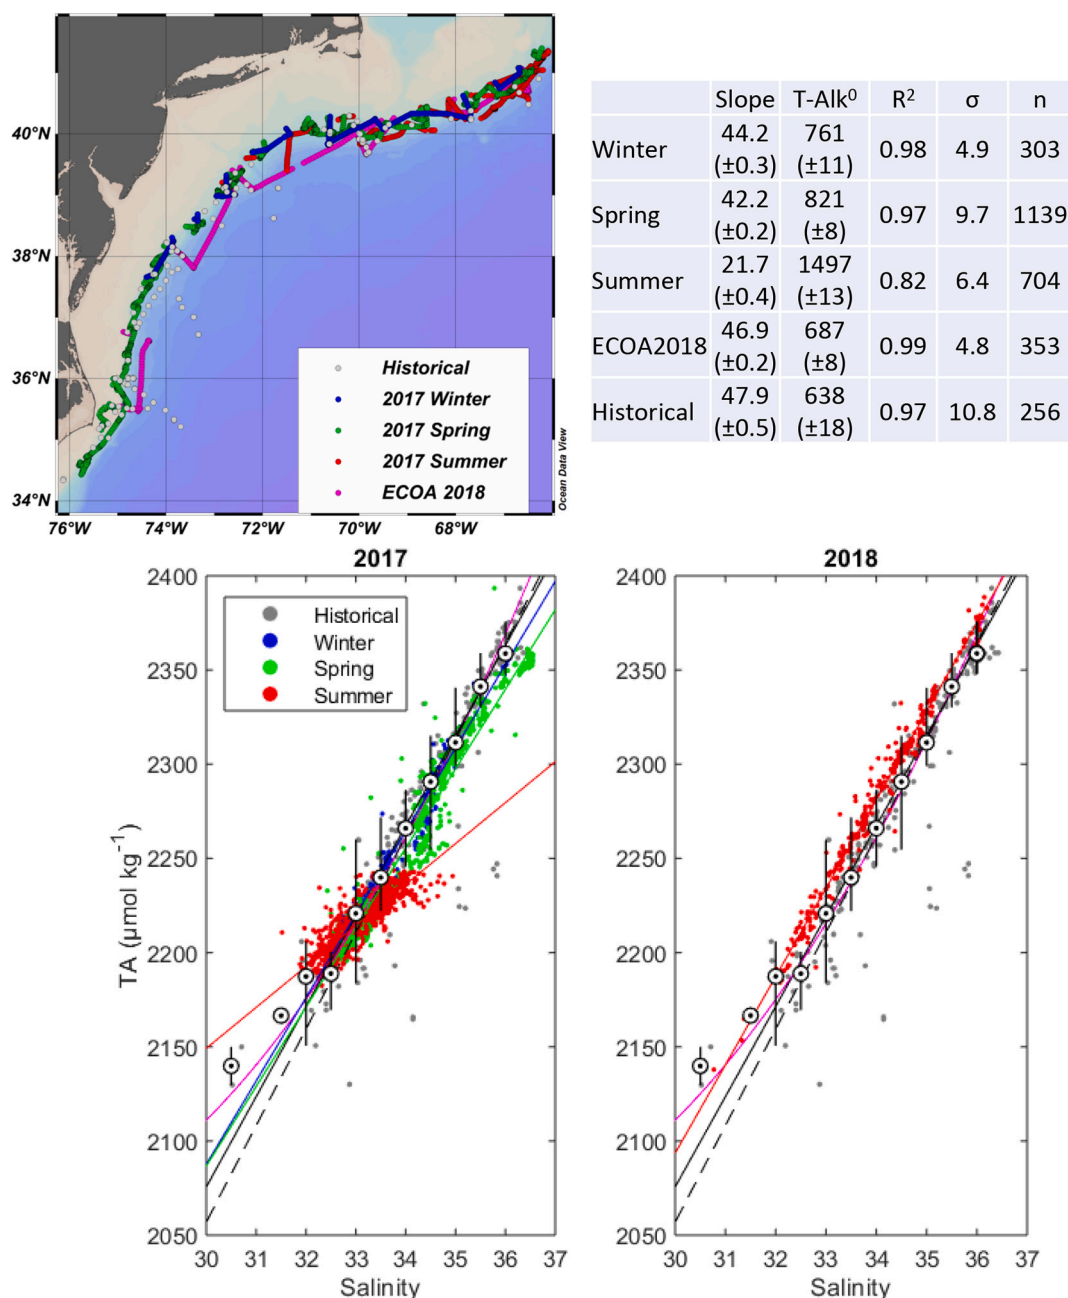 40°N
38°N
36°N
34°N
76°W 74°W 72°W 70°W 68°W
Historical
2017 Winter
2017 Spring
2017 Summer
ECOA 2018
Ocean Data View
Slope T-Alk⁰ R² σ n
Winter 44.2 (±0.3) 761 (±11) 0.98 4.9 303
Spring 42.2 (±0.2) 821 (±8) 0.97 9.7 1139
Summer 21.7 (±0.4) 1497 (±13) 0.82 6.4 704
ECOA2018 46.9 (±0.2) 687 (±8) 0.99 4.8 353
Historical 47.9 (±0.5) 638 (±18) 0.97 10.8 256
2017
TA (μmol kg⁻¹)
2400
2350
2300
2250
2200
2150
2100
2050
Historical
Winter
Spring
Summer
30 31 32 33 34 35 36 37
Salinity
2018
2400
2350
2300
2250
2200
2150
2100
2050
30 31 32 33 34 35 36 37
Salinity